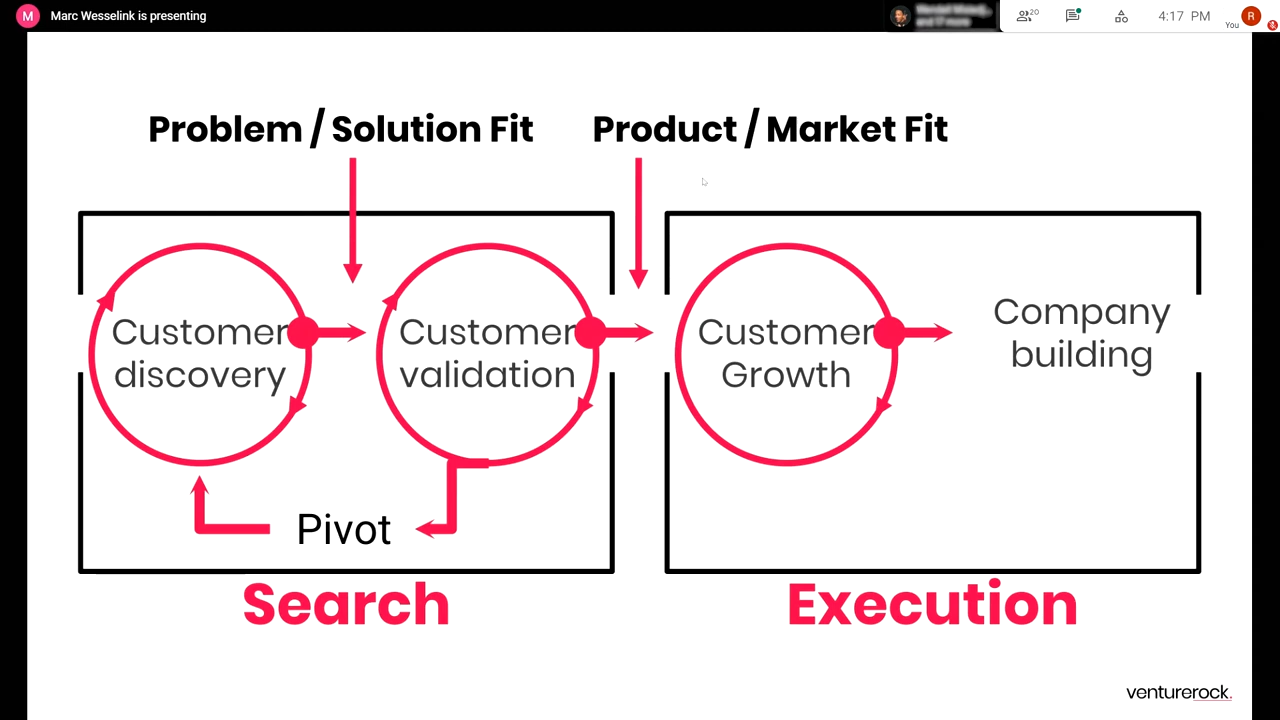 M Marc Wesselink is presenting
20
4:17 PM
You
R
Problem / Solution Fit
Product / Market Fit
Customer
discovery
Customer
validation
Customer
Growth
Company
building
Pivot
Search
Execution
venturerock.